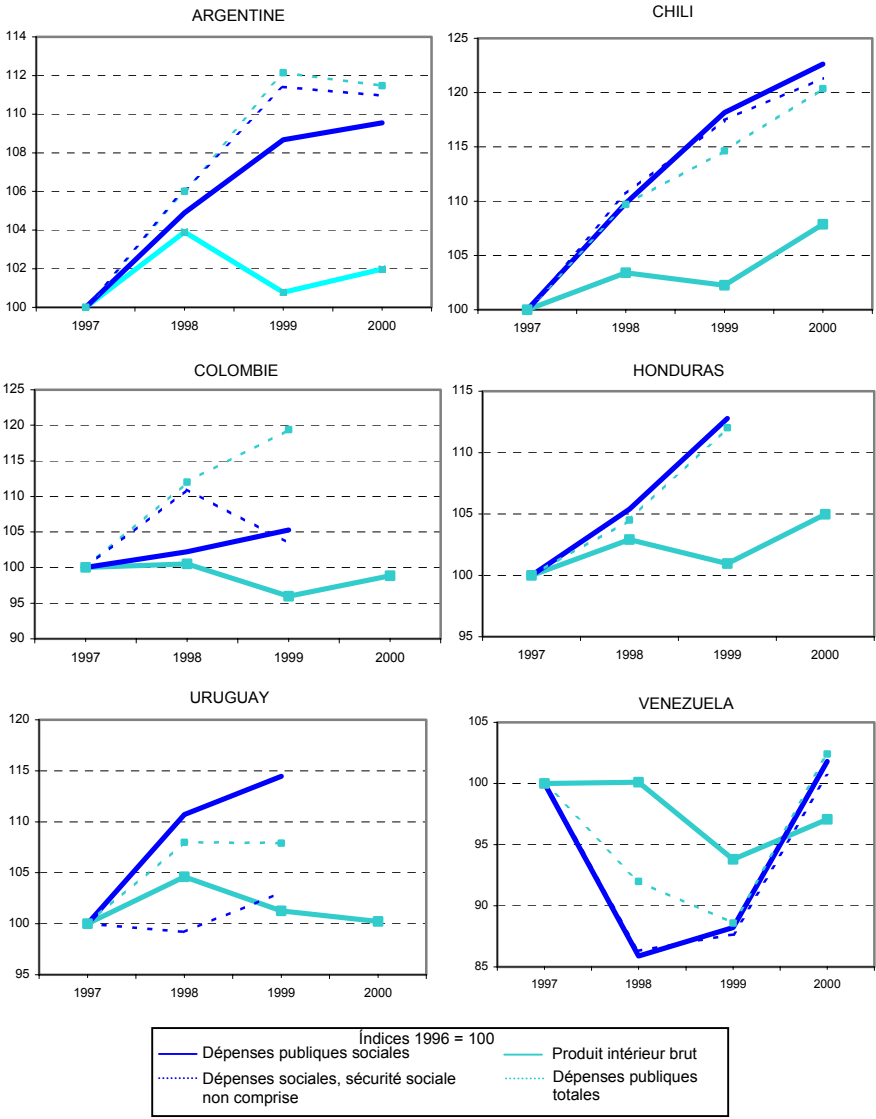 ARGENTINE
114
112
110
108
106
104
102
100
1997 1998 1999 2000
CHILI
125
120
115
110
105
100
1997 1998 1999 2000
COLOMBIE
125
120
115
110
105
100
95
90
1997 1998 1999 2000
HONDURAS
115
110
105
100
95
1997 1998 1999 2000
URUGUAY
120
115
110
105
100
95
1997 1998 1999 2000
VENEZUELA
105
100
95
90
85
1997 1998 1999 2000
Índices 1996 = 100
Dépenses publiques sociales
Produit intérieur brut
Dépenses sociales, sécurité sociale
non comprise
Dépenses publiques
totales